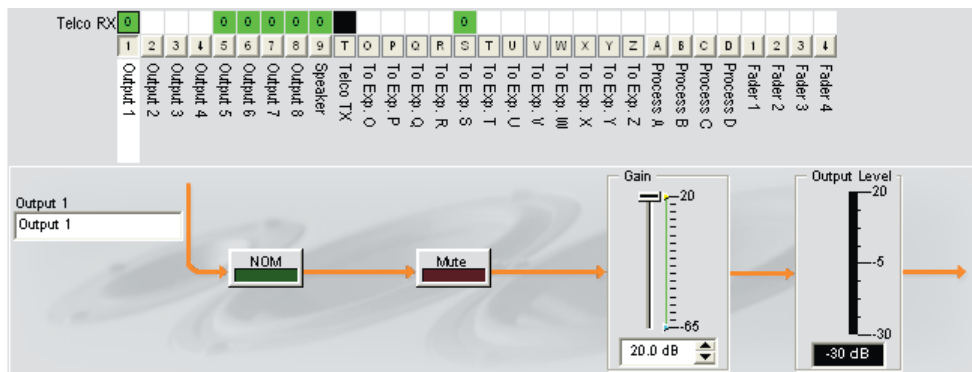 Telco RX 0 0 0 0 0 0 0
1 2 3 4 5 6 7 8 9 T O P Q R S T U V W X Y Z A B C D 1 2 3 4
Output 1
Output 2
Output 3
Output 4
Output 5
Output 6
Output 7
Output 8
Speaker
Telco TX
To Exp. O
To Exp. P
To Exp. Q
To Exp. R
To Exp. S
To Exp. T
To Exp. U
To Exp. V
To Exp. W
To Exp. X
To Exp. Y
To Exp. Z
Process A
Process B
Process C
Process D
Fader 1
Fader 2
Fader 3
Fader 4
Output 1
Output 1
NOM
Mute
Gain
20
-65
20.0 dB
Output Level
20
-5
-30
-30 dB